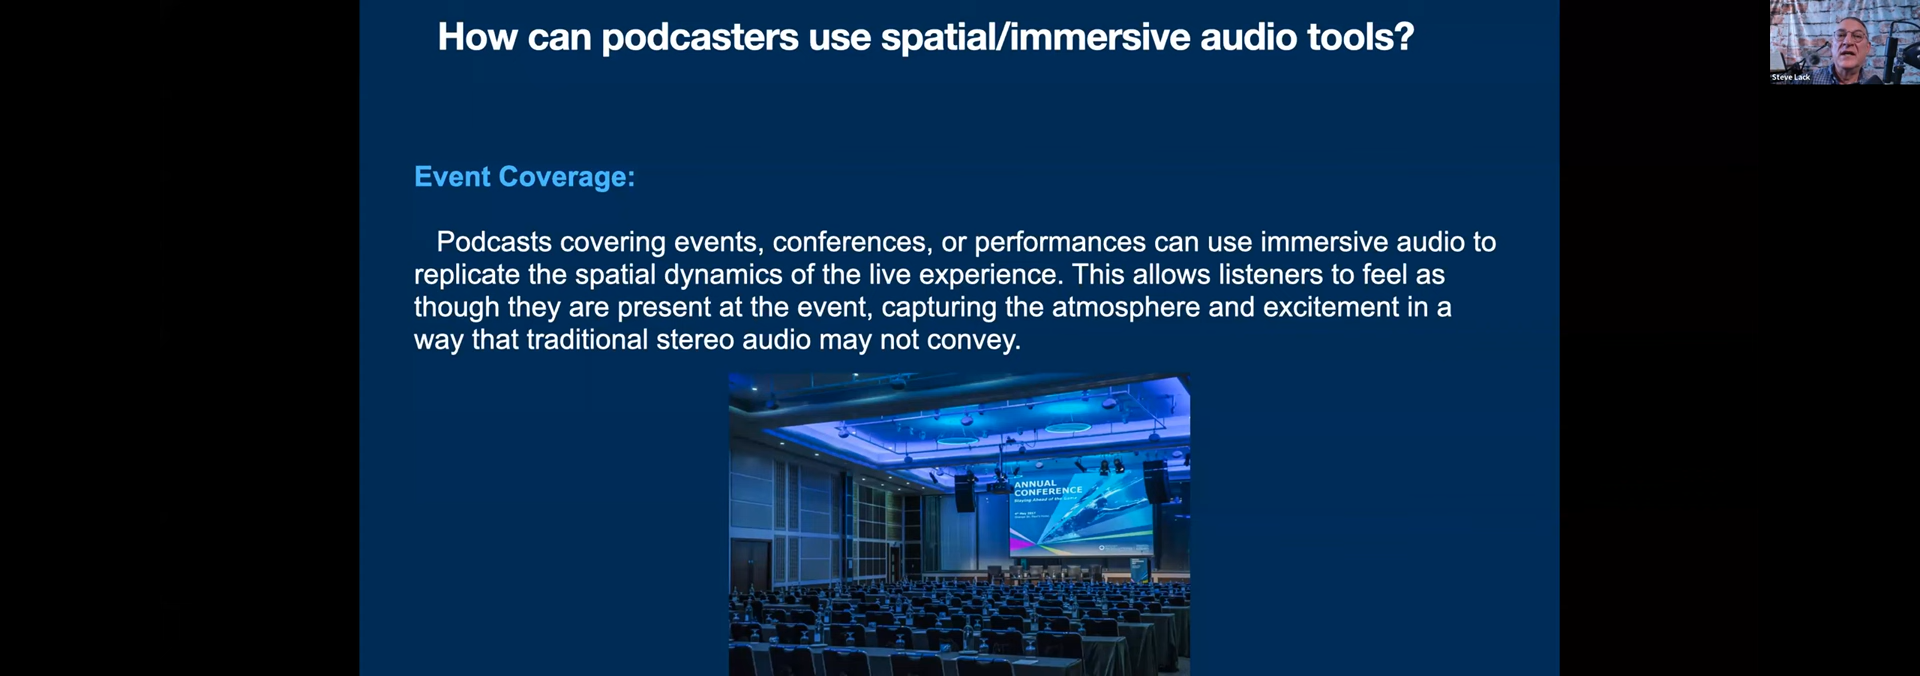 How can podcasters use spatial/immersive audio tools?
Steve Lack
Event Coverage:
Podcasts covering events, conferences, or performances can use immersive audio to
replicate the spatial dynamics of the live experience. This allows listeners to feel as
though they are present at the event, capturing the atmosphere and excitement in a
way that traditional stereo audio may not convey.
ANNUAL
CONFERENCE